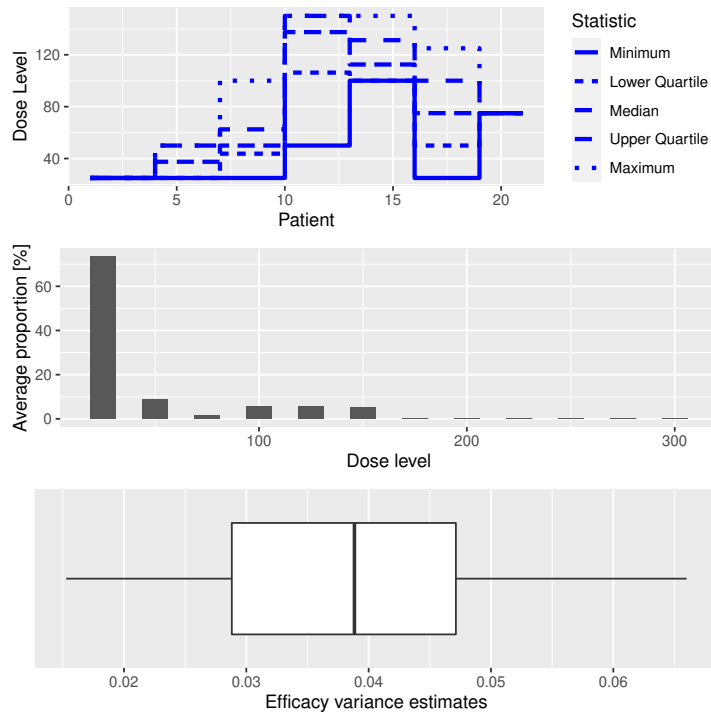 Dose Level
120
80
40
0
5
10
15
20
Patient
Statistic
Minimum
Lower Quartile
Median
Upper Quartile
Maximum
Average proportion [%]
60
40
20
0
100
200
300
Dose level
0.02
0.03
0.04
0.05
0.06
Efficacy variance estimates